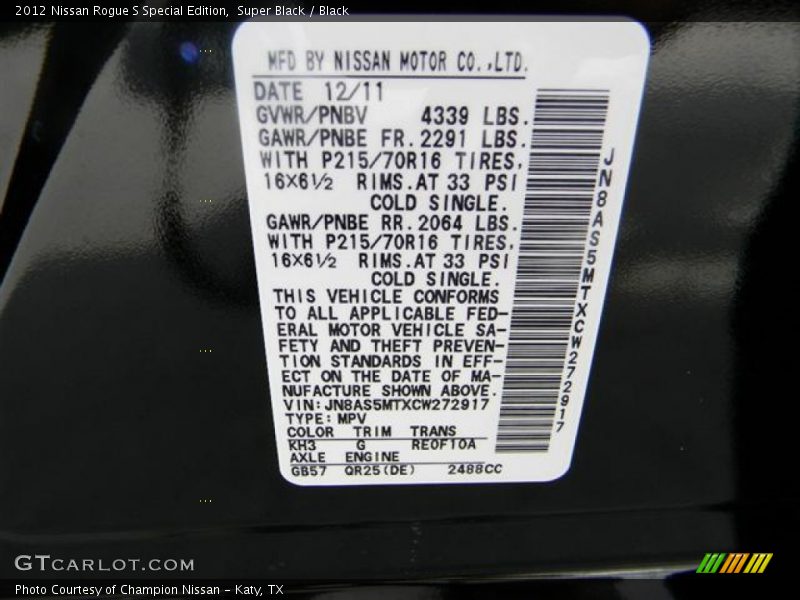 2012 Nissan Rogue S Special Edition,  Super Black / Black
MFD BY NISSAN MOTOR CO.,LTD.
DATE 12/11
GVWR/PNBV 4339 LBS.
GAWR/PNBE FR.2291 LBS.
WITH P215/70R16 TIRES,
16X6½ RIMS.AT 33 PSI
COLD SINGLE.
GAWR/PNBE RR.2064 LBS.
WITH P215/70R16 TIRES.
16X6½ RIMS.AT 33 PSI
COLD SINGLE.
THIS VEHICLE CONFORMS
TO ALL APPLICABLE FED-
ERAL MOTOR VEHICLE SA-
FETY AND THEFT PREVEN-
TION STANDARDS IN EFF-
ECT ON THE DATE OF MA-
NUFACTURE SHOWN ABOVE.
VIN:JN8AS5MTXCW272917
TYPE:MPV
COLOR TRIM TRANS
KH3 G RE0F10A
AXLE ENGINE
GB57 QR25(DE) 2488CC
JN8AS5MTXCW272917
GTCARLOT.COM
Photo Courtesy of Champion Nissan - Katy, TX